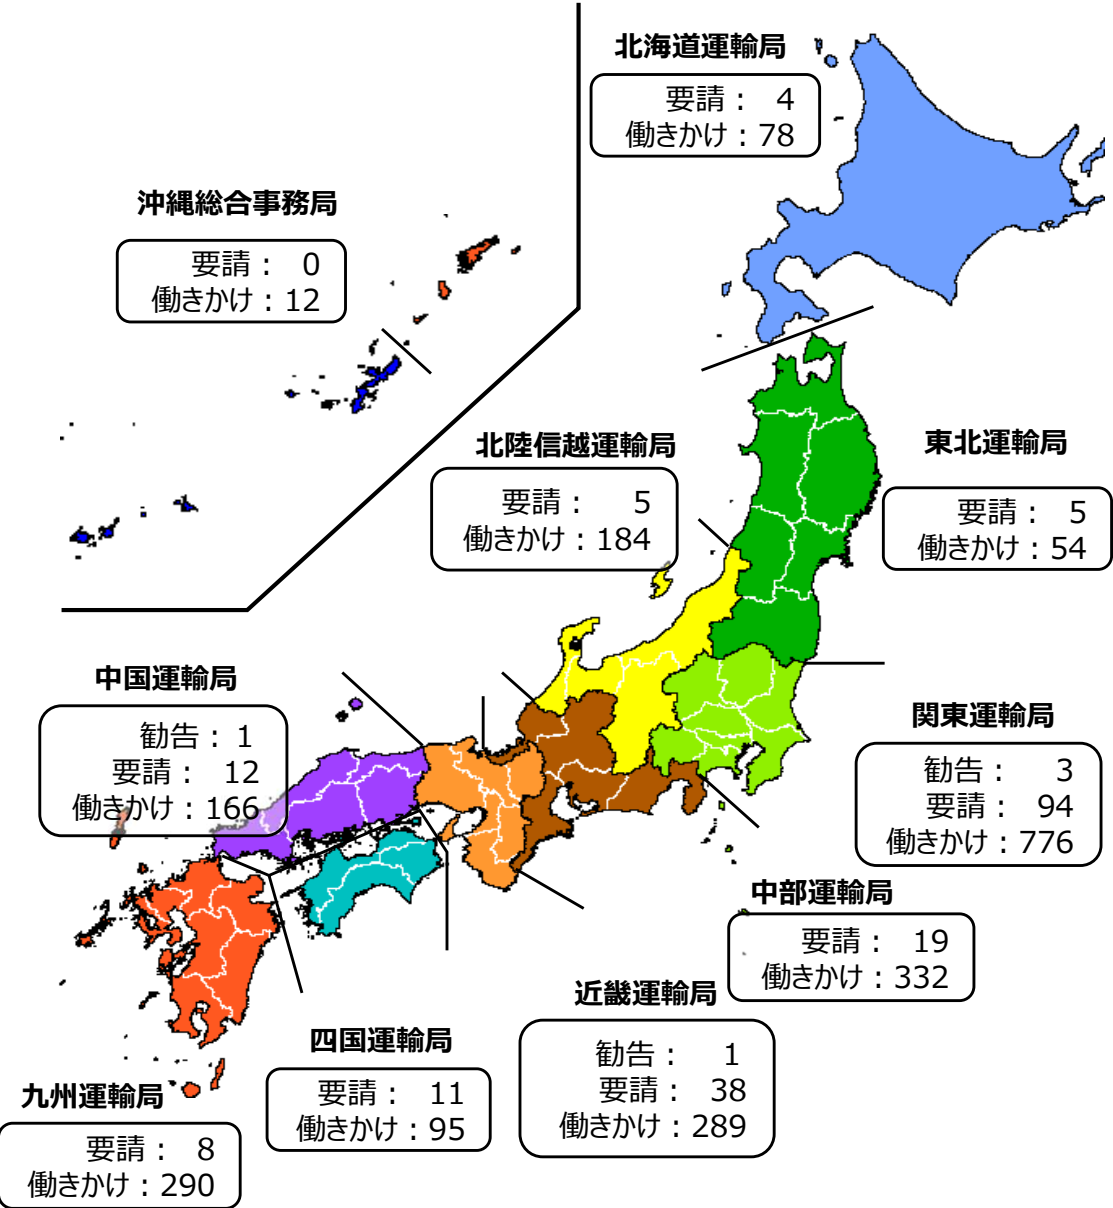 北海道運輸局
要請： 4
働きかけ：78
沖縄総合事務局
要請： 0
働きかけ：12
北陸信越運輸局
要請： 5
働きかけ：184
東北運輸局
要請： 5
働きかけ：54
中国運輸局
勧告：1
要請： 12
働きかけ：166
関東運輸局
勧告： 3
要請： 94
働きかけ：776
中部運輸局
要請： 19
働きかけ：332
近畿運輸局
勧告： 1
要請： 38
働きかけ：289
四国運輸局
要請： 11
働きかけ：95
九州運輸局
要請： 8
働きかけ：290